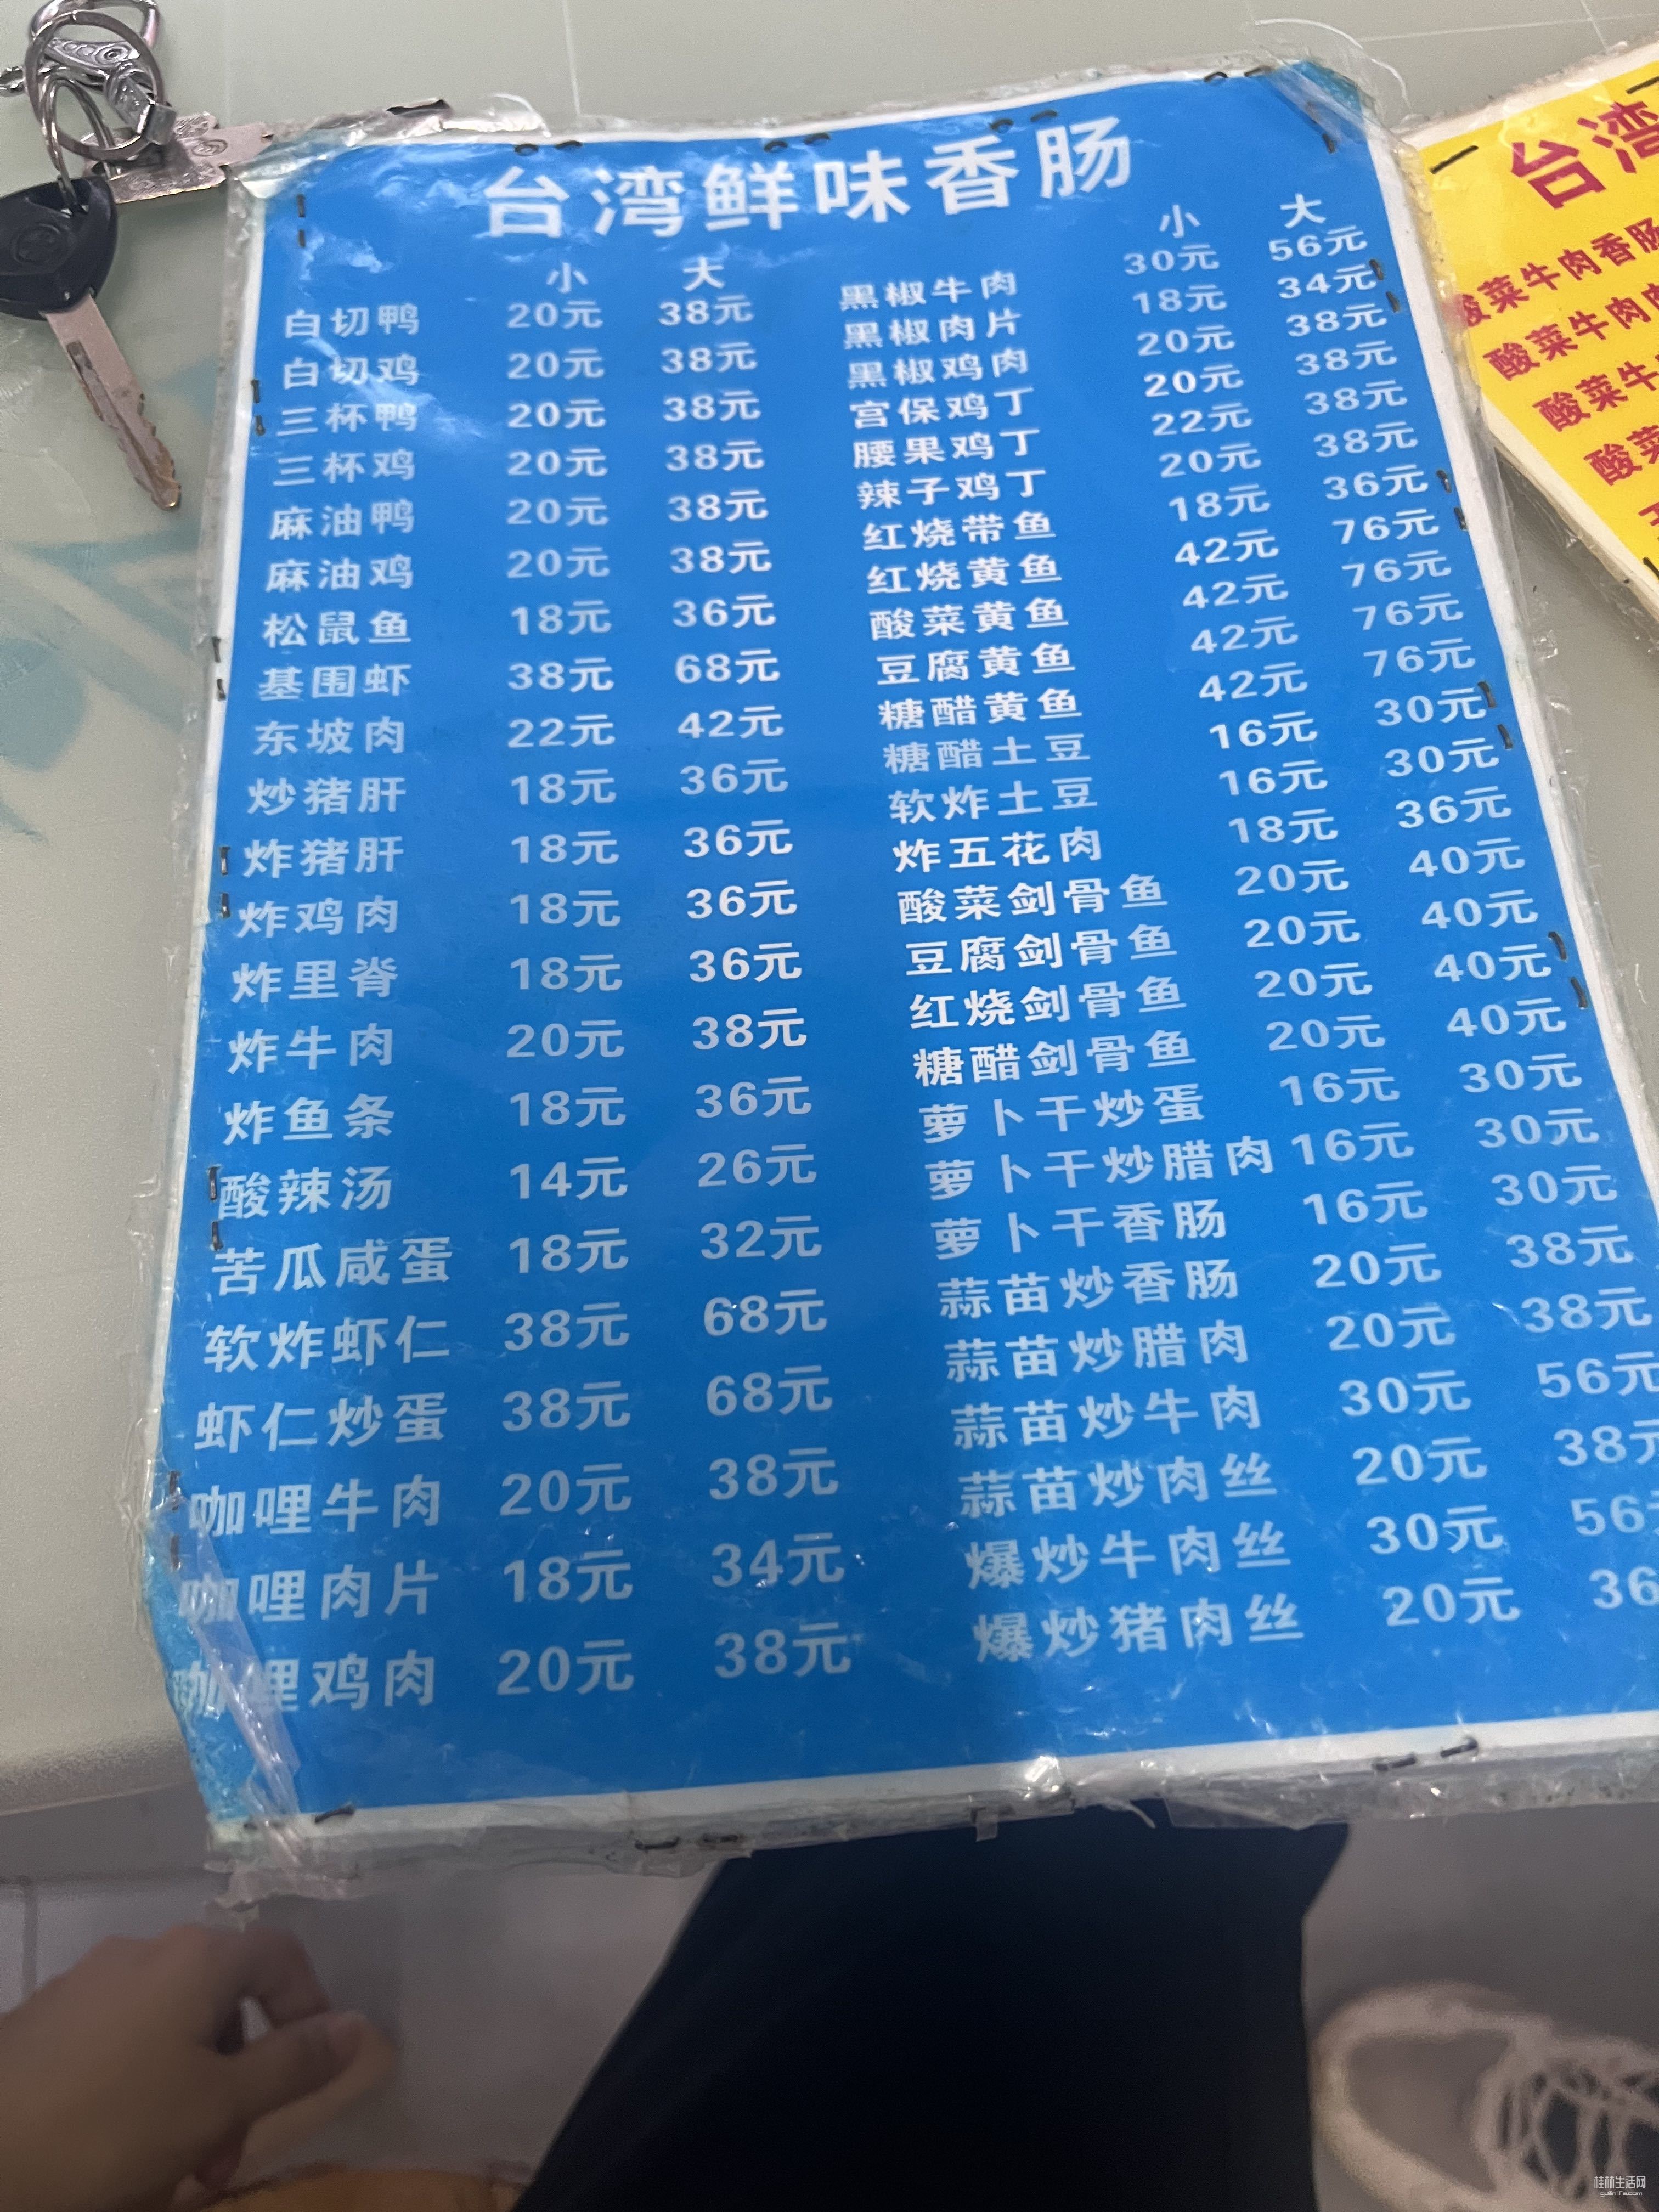 台湾鲜味香肠
小 大
白切鸭 20元 38元
白切鸡 20元 38元
三杯鸭 20元 38元
三杯鸡 20元 38元
麻油鸭 20元 38元
麻油鸡 20元 38元
松鼠鱼 18元 36元
基围虾 38元 68元
东坡肉 22元 42元
炒猪肝 18元 36元
炸猪肝 18元 36元
炸鸡肉 18元 36元
炸里脊 18元 36元
炸牛肉 20元 38元
炸鱼条 18元 36元
酸辣汤 14元 26元
苦瓜咸蛋 18元 32元
软炸虾仁 38元 68元
虾仁炒蛋 38元 68元
咖哩牛肉 20元 38元
咖哩肉片 18元 34元
咖哩鸡肉 20元 38元
小 大
黑椒牛肉 30元 56元
黑椒肉片 18元 34元
黑椒鸡肉 20元 38元
宫保鸡丁 20元 38元
腰果鸡丁 22元 38元
辣子鸡丁 20元 38元
红烧带鱼 18元 36元
红烧黄鱼 42元 76元
酸菜黄鱼 42元 76元
豆腐黄鱼 42元 76元
糖醋黄鱼 42元 76元
糖醋土豆 16元 30元
软炸土豆 16元 30元
炸五花肉 18元 36元
酸菜剑骨鱼 20元 40元
豆腐剑骨鱼 20元 40元
红烧剑骨鱼 20元 40元
糖醋剑骨鱼 20元 40元
萝卜干炒蛋 16元 30元
萝卜干炒腊肉 16元 30元
萝卜干香肠 16元 30元
蒜苗炒香肠 20元 38元
蒜苗炒腊肉 20元 38元
蒜苗炒牛肉 30元 56元
蒜苗炒肉丝 20元 38元
爆炒牛肉丝 30元 56
爆炒猪肉丝 20元 36
台湾
酸菜牛肉香肠
酸菜牛肉
酸菜牛
酸菜
桂林生活网
guilinlife.com